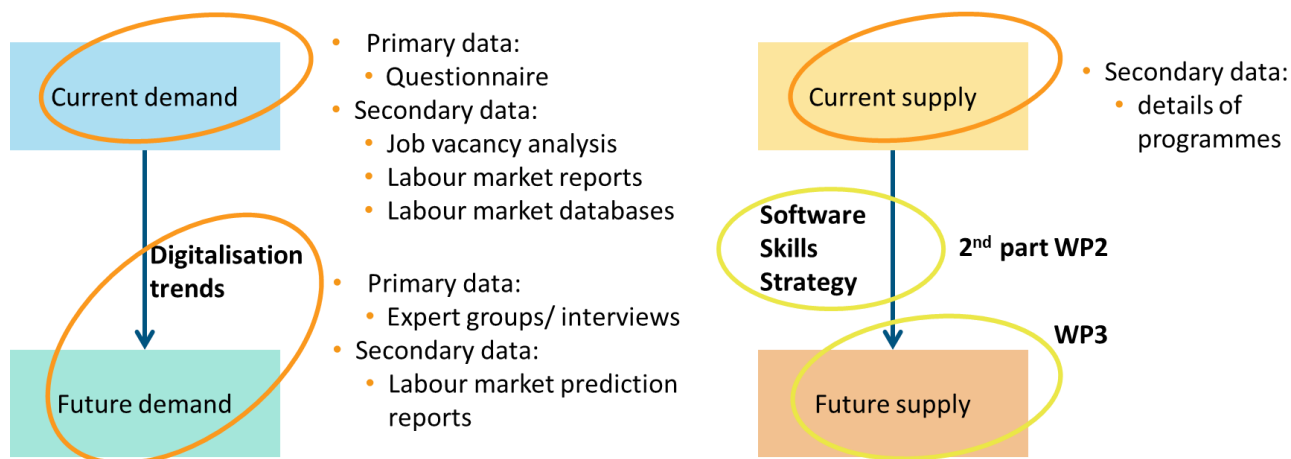 Current demand
• Primary data:
• Questionnaire
• Secondary data:
• Job vacancy analysis
• Labour market reports
• Labour market databases
Digitalisation
trends
• Primary data:
• Expert groups/ interviews
• Secondary data:
• Labour market prediction
reports
Future demand
Current supply
• Secondary data:
• details of
programmes
Software
Skills
Strategy
2nd part WP2
WP3
Future supply